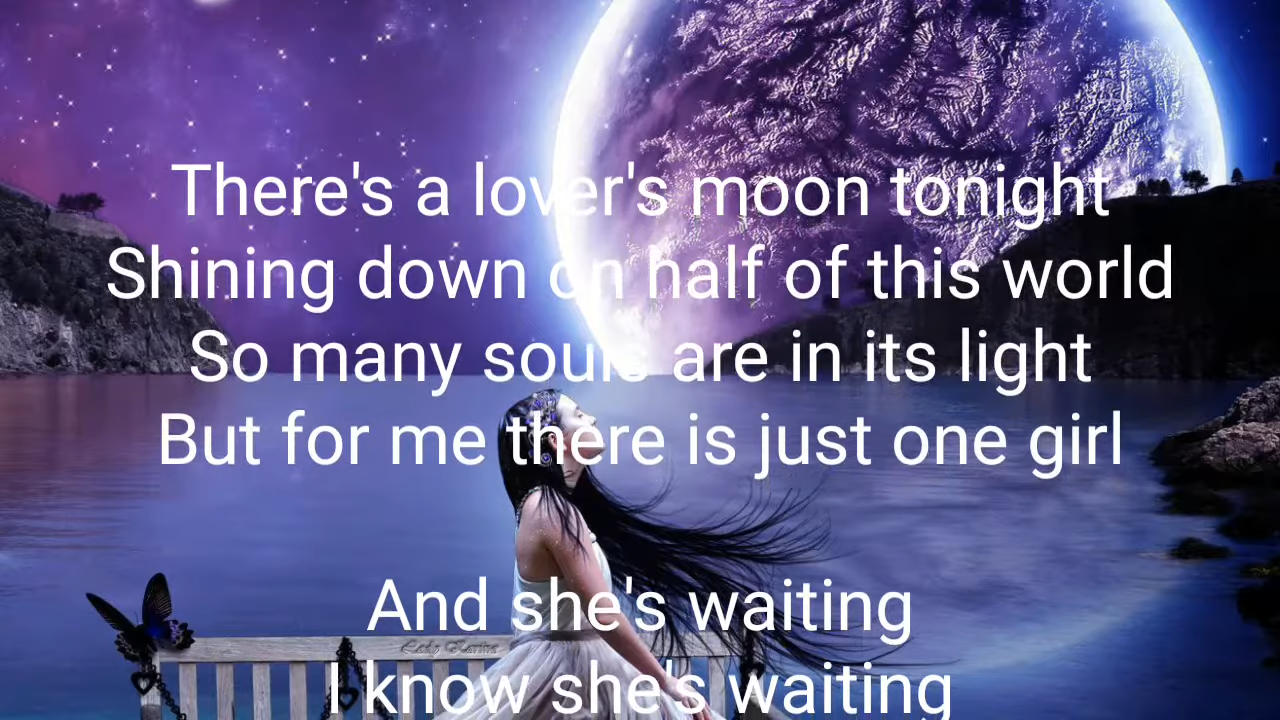 There's a lover's moon tonight
Shining down on half of this world
So many souls are in its light
But for me there is just one girl
And she's waiting
I know she's waiting